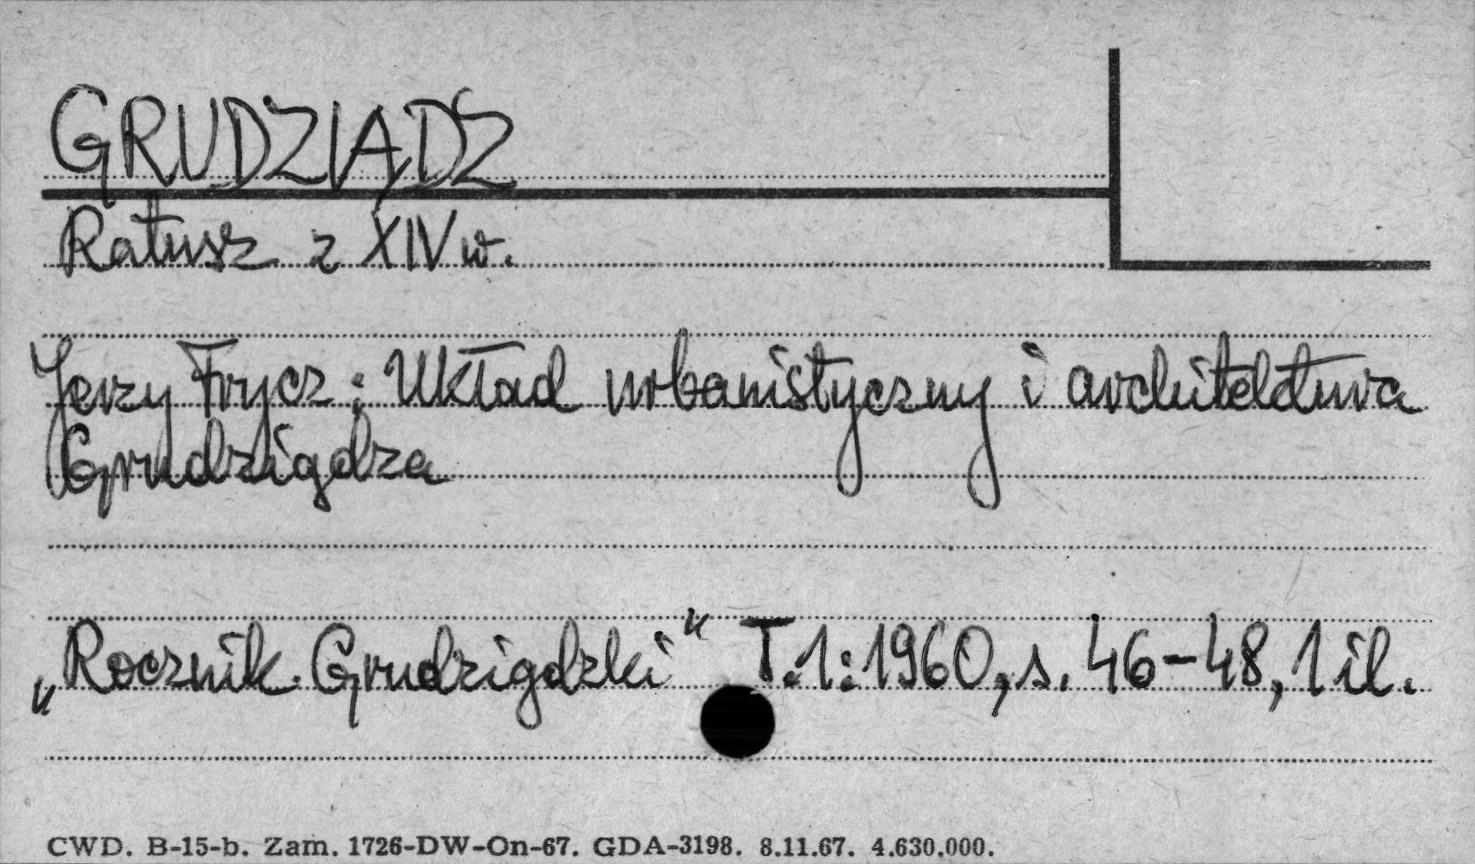 GRUDZIĄDZ
Ratusz z XIV w.
Jerzy Frycz: Układ urbanistyczny i architektura
Grudziądza
„Rocznik Grudziądzki" T.1:1960, s. 46-48, 1 il.
CWD. B-15-b. Zam. 1726-DW-On-67. GDA-3198. 8.11.67. 4.630.000.